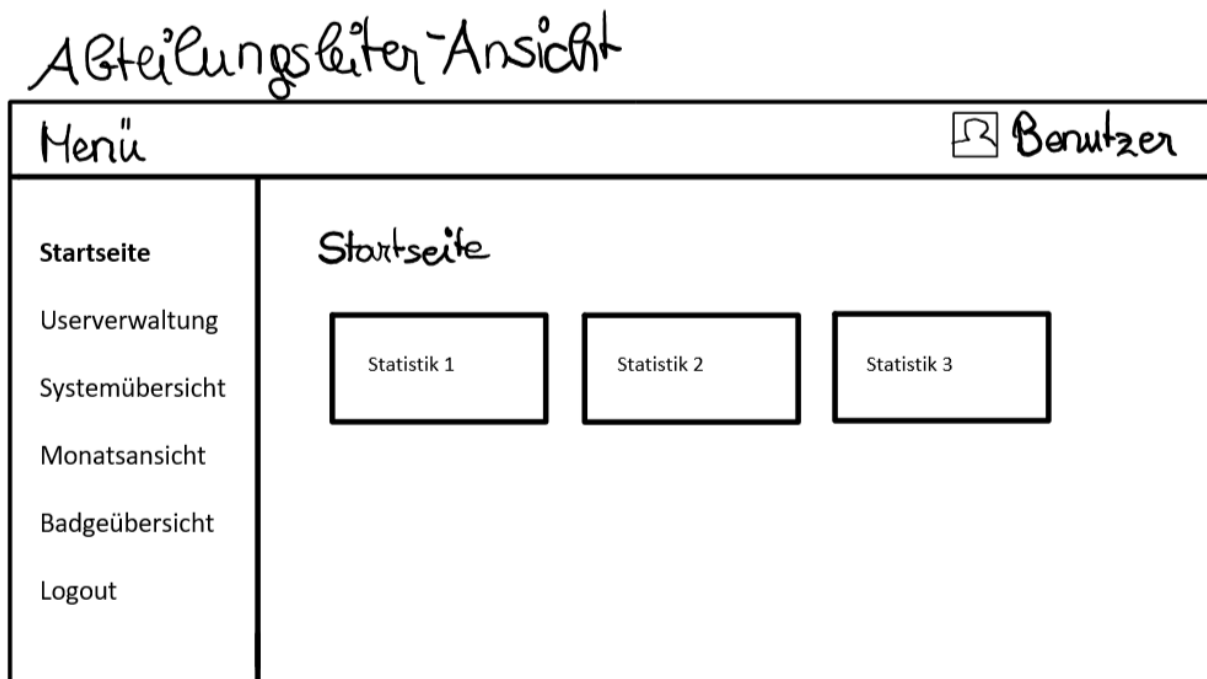 Abteilungsleiter-Ansicht
Menü
Benutzer
Startseite
Userverwaltung
Systemübersicht
Monatsansicht
Badgeübersicht
Logout
Startseite
Statistik 1
Statistik 2
Statistik 3